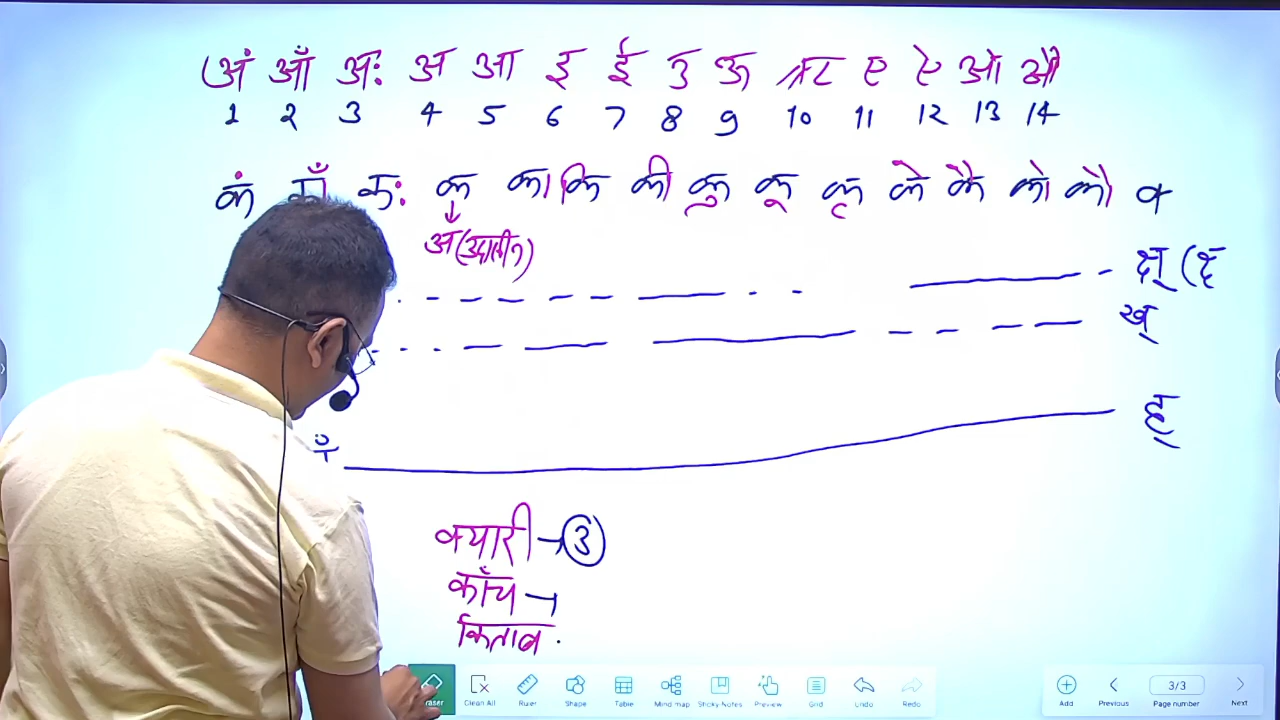 अं आँ अः अ आ इ ई उ ऊ ऋ ए ऐ ओ औ
1 2 3 4 5 6 7 8 9 10 11 12 13 14
कं काँ कः क का कि की कु कू कृ के कै को कौ क
अ (उदासीन)
क्ष् (
ख्
ह्
क्यारी → 3
काँच →
किताब
Eraser Clean All Ruler Shape Table Mind map Sticky Notes Preview Grid Undo Redo
Add Previous 3/3 Page number Next